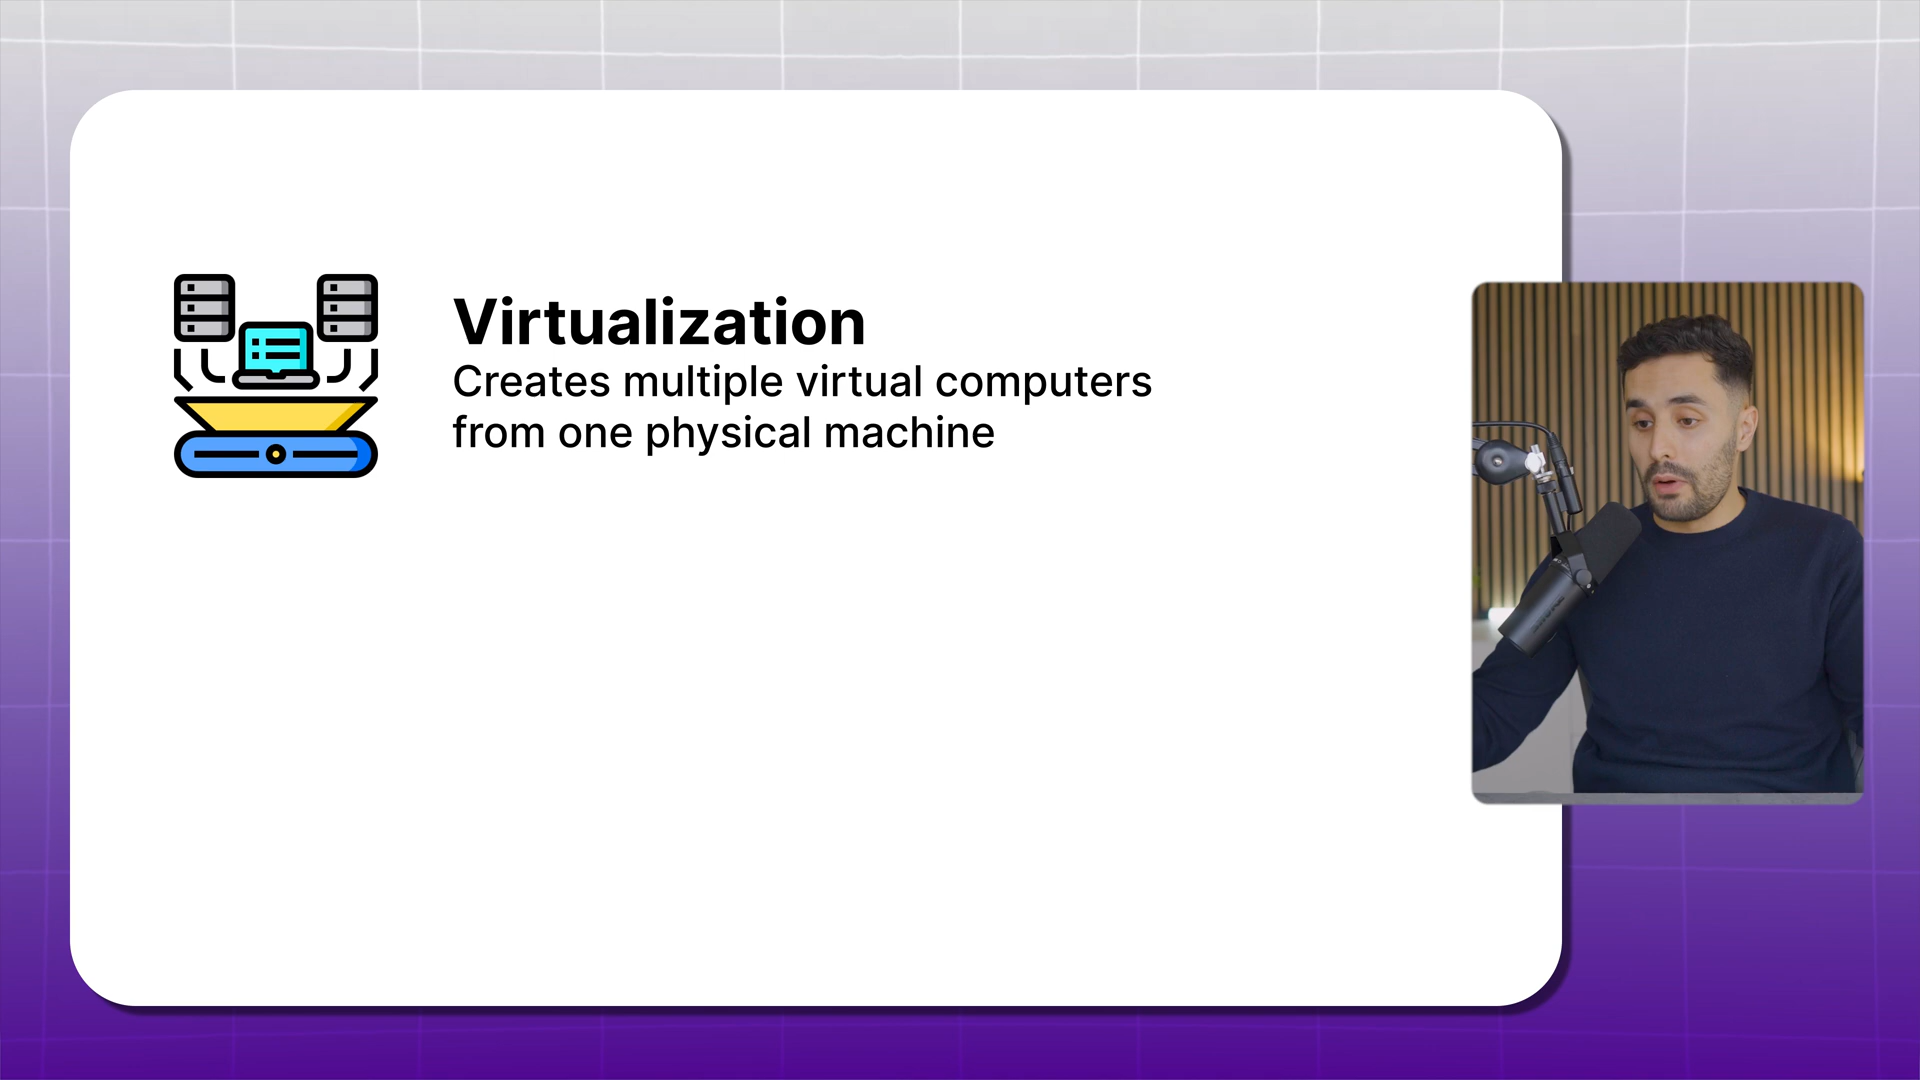 Virtualization
Creates multiple virtual computers
from one physical machine